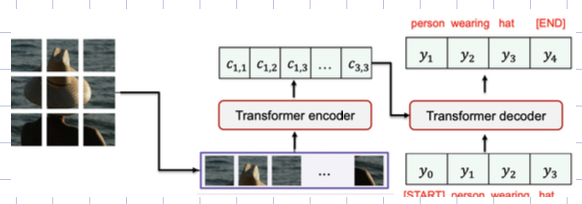 person wearing hat [END]
c1,1 c1,2 c1,3 ... c3,3
y1 y2 y3 y4
Transformer encoder
Transformer decoder
...
y0 y1 y2 y3
[START] person wearing hat